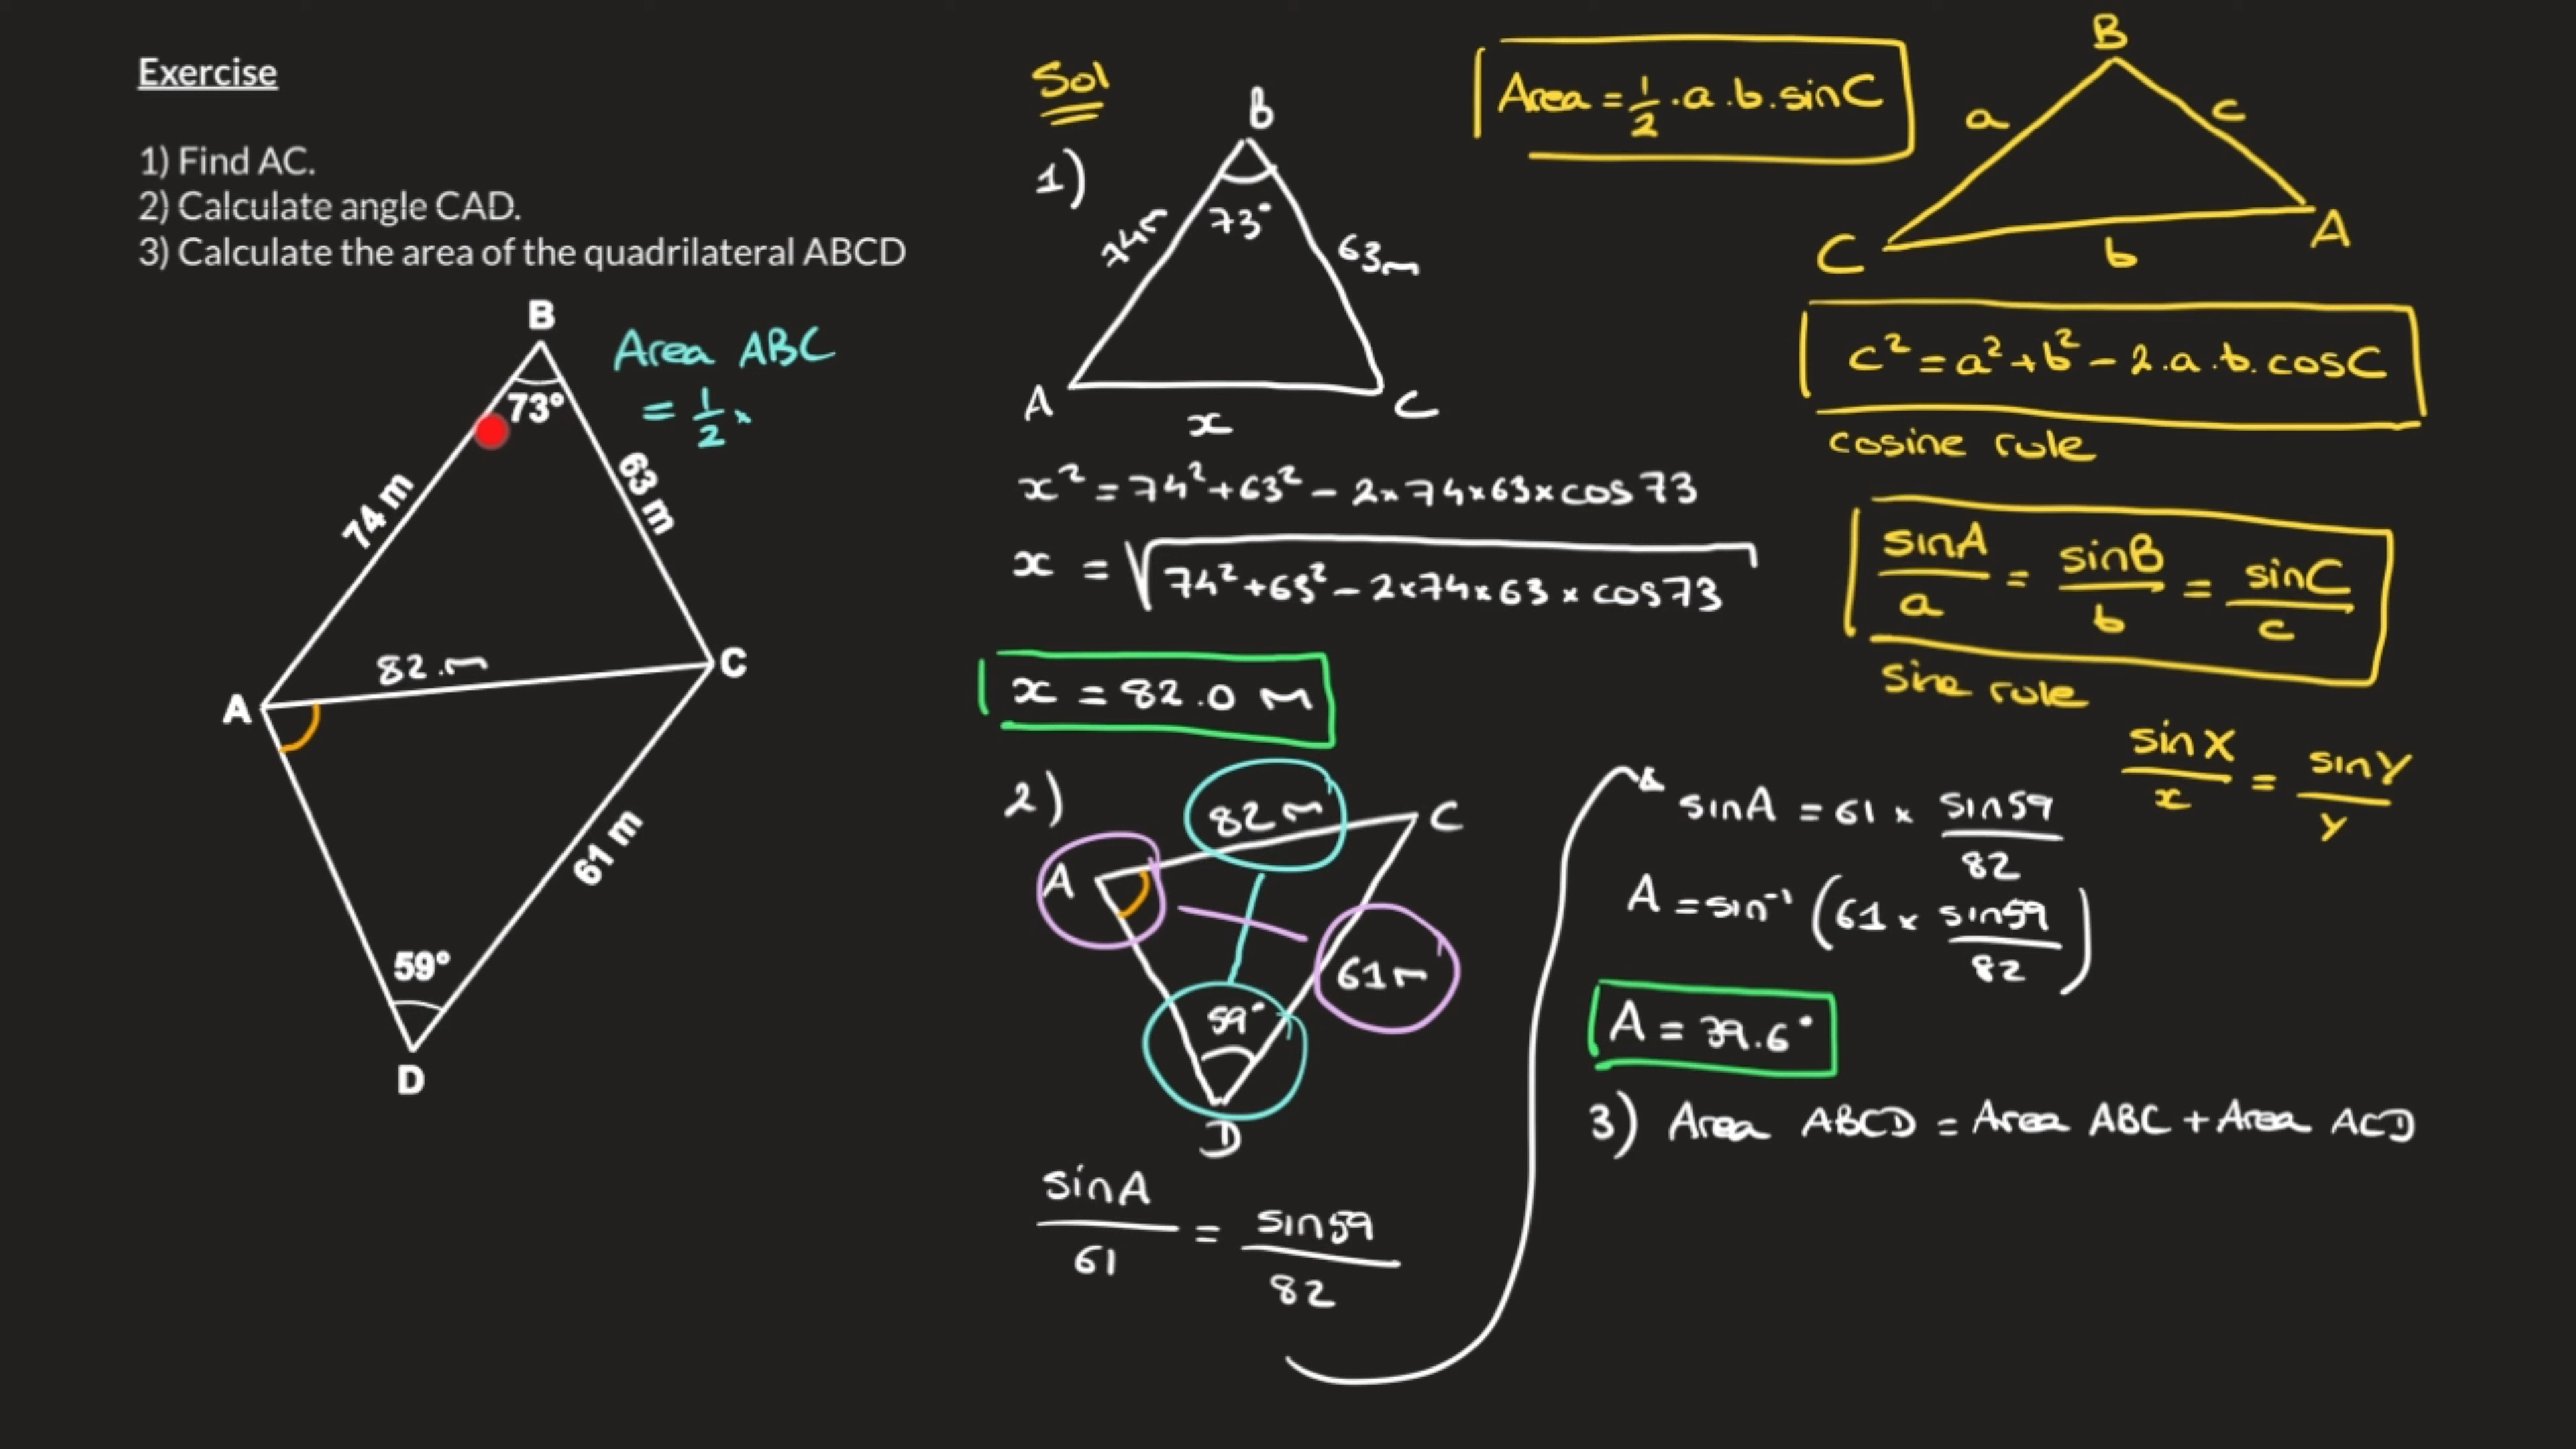 Exercise
1) Find AC.
2) Calculate angle CAD.
3) Calculate the area of the quadrilateral ABCD
B
73°
74 m
63 m
82.m
A
C
61 m
59°
D
Area ABC
= 1/2 ×
Sol
1)
B
73°
74m
63m
A
C
x
x² = 74² + 63² - 2×74×63×cos73
x = √(74² + 63² - 2×74×63×cos73)
x = 82.0 m
2)
82m
C
A
61m
59°
D
sinA/61 = sin59/82
Area = 1/2 . a . b . sinC
B
a
c
C
b
A
c² = a² + b² - 2.a.b.cosC
cosine rule
sinA/a = sinB/b = sinC/c
sine rule
sinX/x = sinY/y
sinA = 61 × sin59/82
A = sin⁻¹(61 × sin59/82)
A = 39.6°
3) Area ABCD = Area ABC + Area ACD